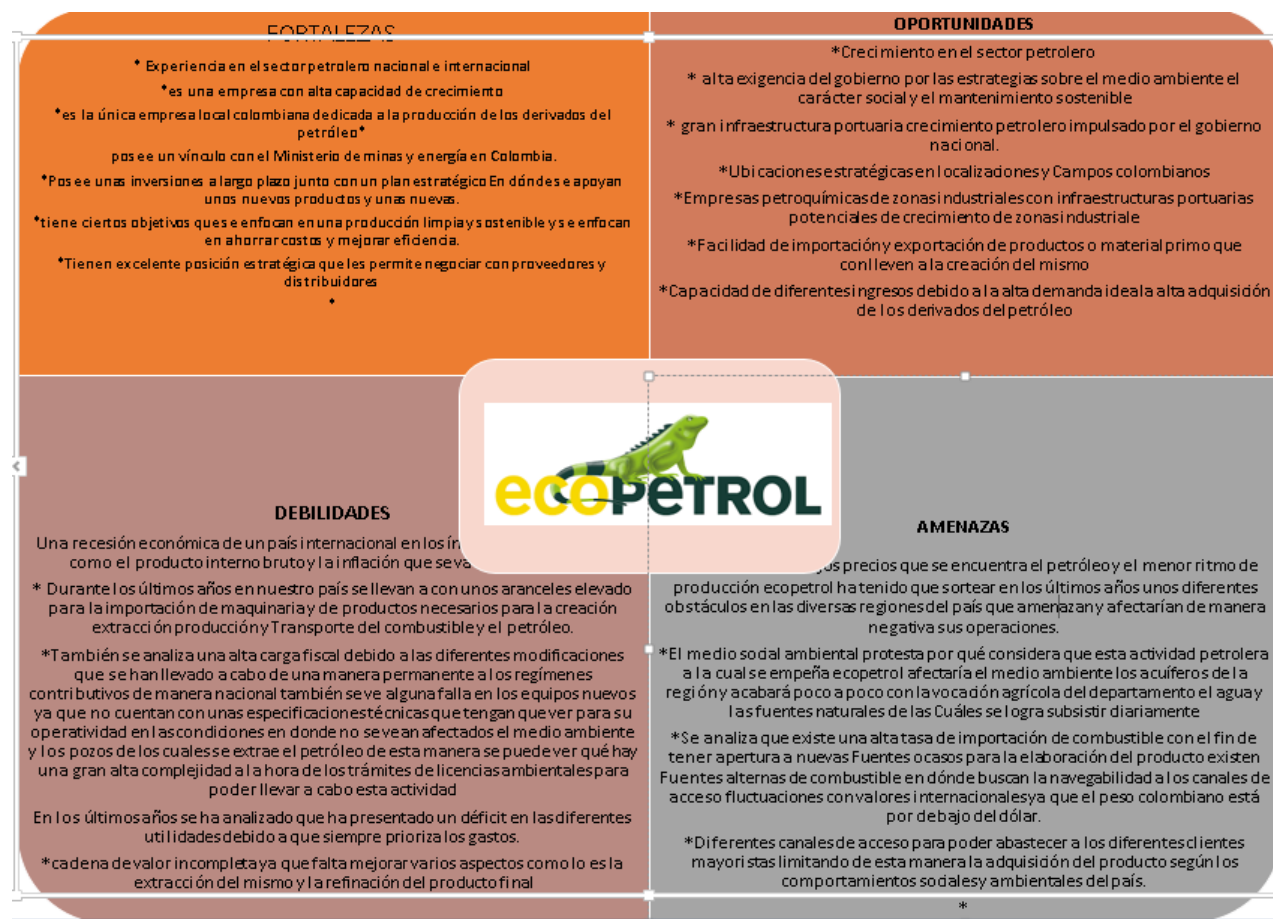 FORTALEZAS
* Experiencia en el sector petrolero nacional e internacional
*es una empresa con alta capacidad de crecimiento
*es la única empresa local colombiana dedicada a la producción de los derivados del
petróleo*
posee un vínculo con el Ministerio de minas y energía en Colombia.
*Posee unas inversiones a largo plazo junto con un plan estratégico En dónde se apoyan
unos nuevos productos y unas nuevas.
*tiene ciertos objetivos que se enfocan en una producción limpia y sostenible y se enfocan
en ahorrar costos y mejorar eficiencia.
*Tienen excelente posición estratégica que les permite negociar con proveedores y
distribuidores
*
OPORTUNIDADES
*Crecimiento en el sector petrolero
* alta exigencia del gobierno por las estrategias sobre el medio ambiente el
carácter social y el mantenimiento sostenible
* gran infraestructura portuaria crecimiento petrolero impulsado por el gobierno
nacional.
*Ubicaciones estratégicas en localizaciones y Campos colombianos
*Empresas petroquímicas de zonas industriales con infraestructuras portuarias
potenciales de crecimiento de zonas industriale
*Facilidad de importación y exportación de productos o material primo que
conlleven a la creación del mismo
*Capacidad de diferentes ingresos debido a la alta demanda ideal a alta adquisición
de los derivados del petróleo
ecopetrol
DEBILIDADES
Una recesión económica de un país internacional en los
como el producto interno bruto y la inflación que se
* Durante los últimos años en nuestro país se llevan a con unos aranceles elevado
para la importación de maquinaria y de productos necesarios para la creación
extracción producción y Transporte del combustible y el petróleo.
*También se analiza una alta carga fiscal debido a las diferentes modificaciones
que se han llevado a cabo de una manera permanente a los regímenes
contributivos de manera nacional también se ve alguna falla en los equipos nuevos
ya que no cuentan con unas especificaciones técnicas que tengan que ver para su
operatividad en las condiciones en donde no se vean afectados el medio ambiente
y los pozos de los cuales se extrae el petróleo de esta manera se puede ver qué hay
una gran alta complejidad a la hora de los trámites de licencias ambientales para
poder llevar a cabo esta actividad
En los últimos años se ha analizado que ha presentado un déficit en las diferentes
utilidades debido a que siempre prioriza los gastos.
*cadena de valor incompleta ya que falta mejorar varios aspectos como lo es la
extracción del mismo y la refinación del producto final
AMENAZAS
precios que se encuentra el petróleo y el menor ritmo de
producción ecopetrol ha tenido que sortear en los últimos años unos diferentes
obstáculos en las diversas regiones del país que amenazan y afectarían de manera
negativa sus operaciones.
*El medio social ambiental protesta por qué considera que esta actividad petrolera
a la cual se empeña ecopetrol afectaría el medio ambiente los acuíferos de la
región y acabará poco a poco con la vocación agrícola del departamento el agua y
las fuentes naturales de las Cuáles se logra subsistir diariamente
*Se analiza que existe una alta tasa de importación de combustible con el fin de
tener apertura a nuevas Fuentes ocasos para la elaboración del producto existen
Fuentes alternas de combustible en dónde buscan la navegabilidad a los canales de
acceso fluctuaciones con valores internacionales ya que el peso colombiano está
por debajo del dólar.
*Diferentes canales de acceso para poder abastecer a los diferentes clientes
mayoristas limitando de esta manera la adquisición del producto según los
comportamientos sociales y ambientales del país.
*